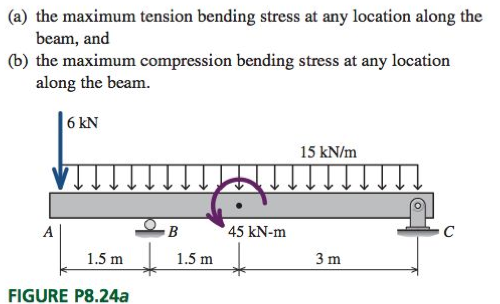 (a) the maximum tension bending stress at any location along the
beam, and
(b) the maximum compression bending stress at any location
along the beam.
6 kN
15 kN/m
A
B
45 kN-m
C
1.5 m
1.5 m
3 m
FIGURE P8.24a